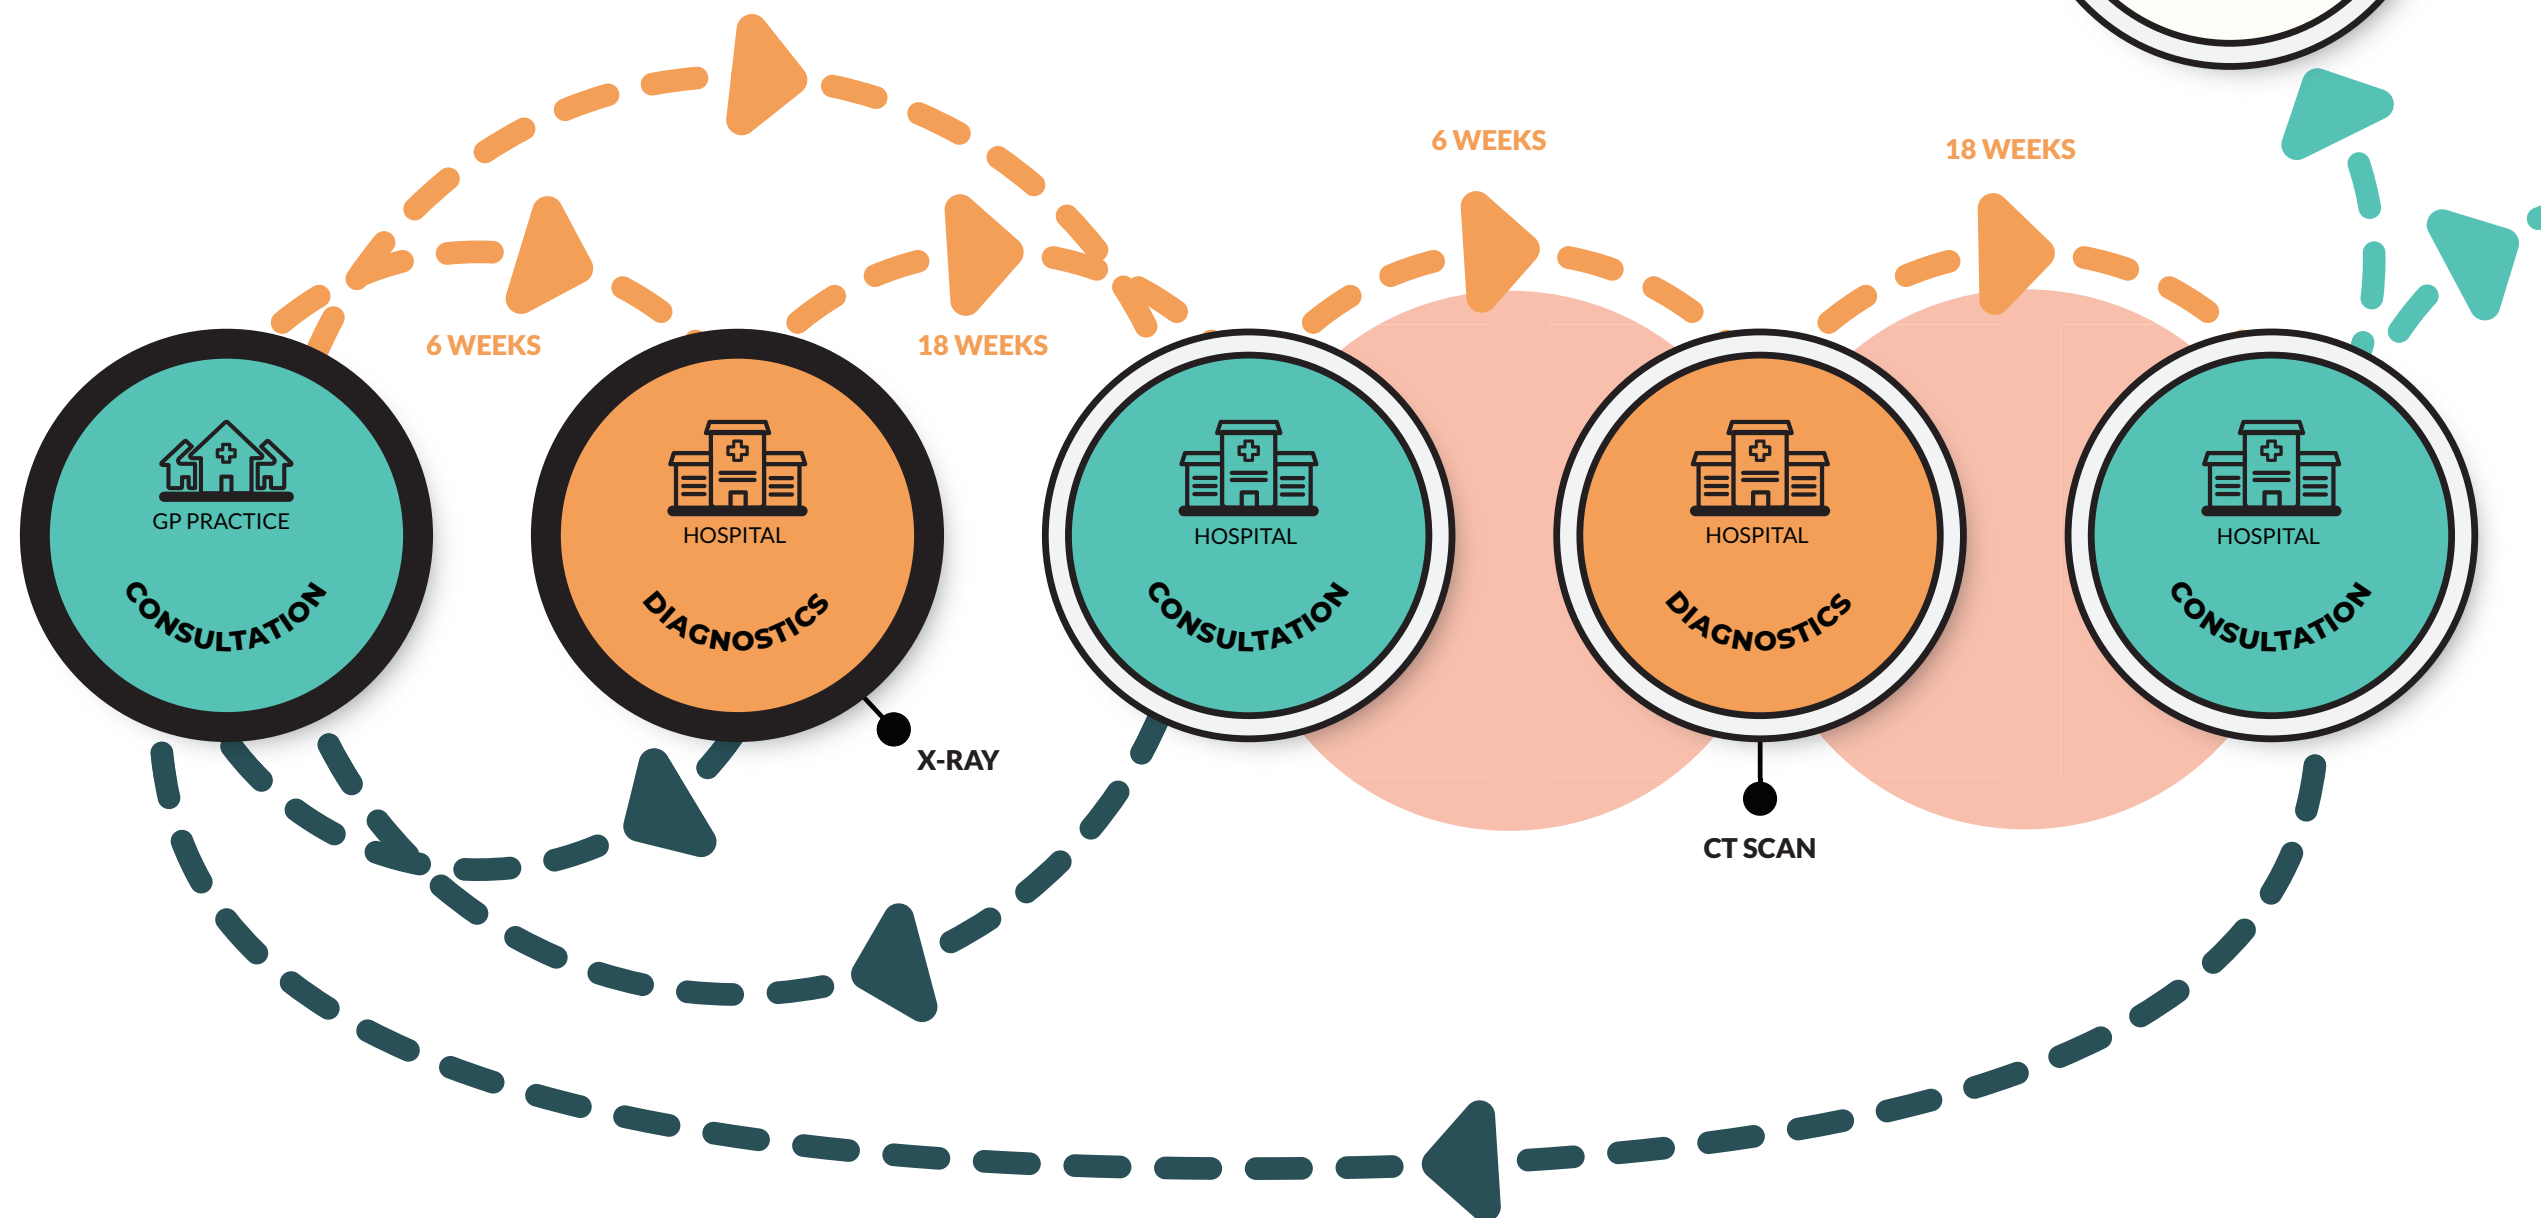 6 WEEKS
18 WEEKS
6 WEEKS
18 WEEKS
GP PRACTICE
CONSULTATION
HOSPITAL
DIAGNOSTICS
X-RAY
HOSPITAL
CONSULTATION
HOSPITAL
DIAGNOSTICS
CT SCAN
HOSPITAL
CONSULTATION